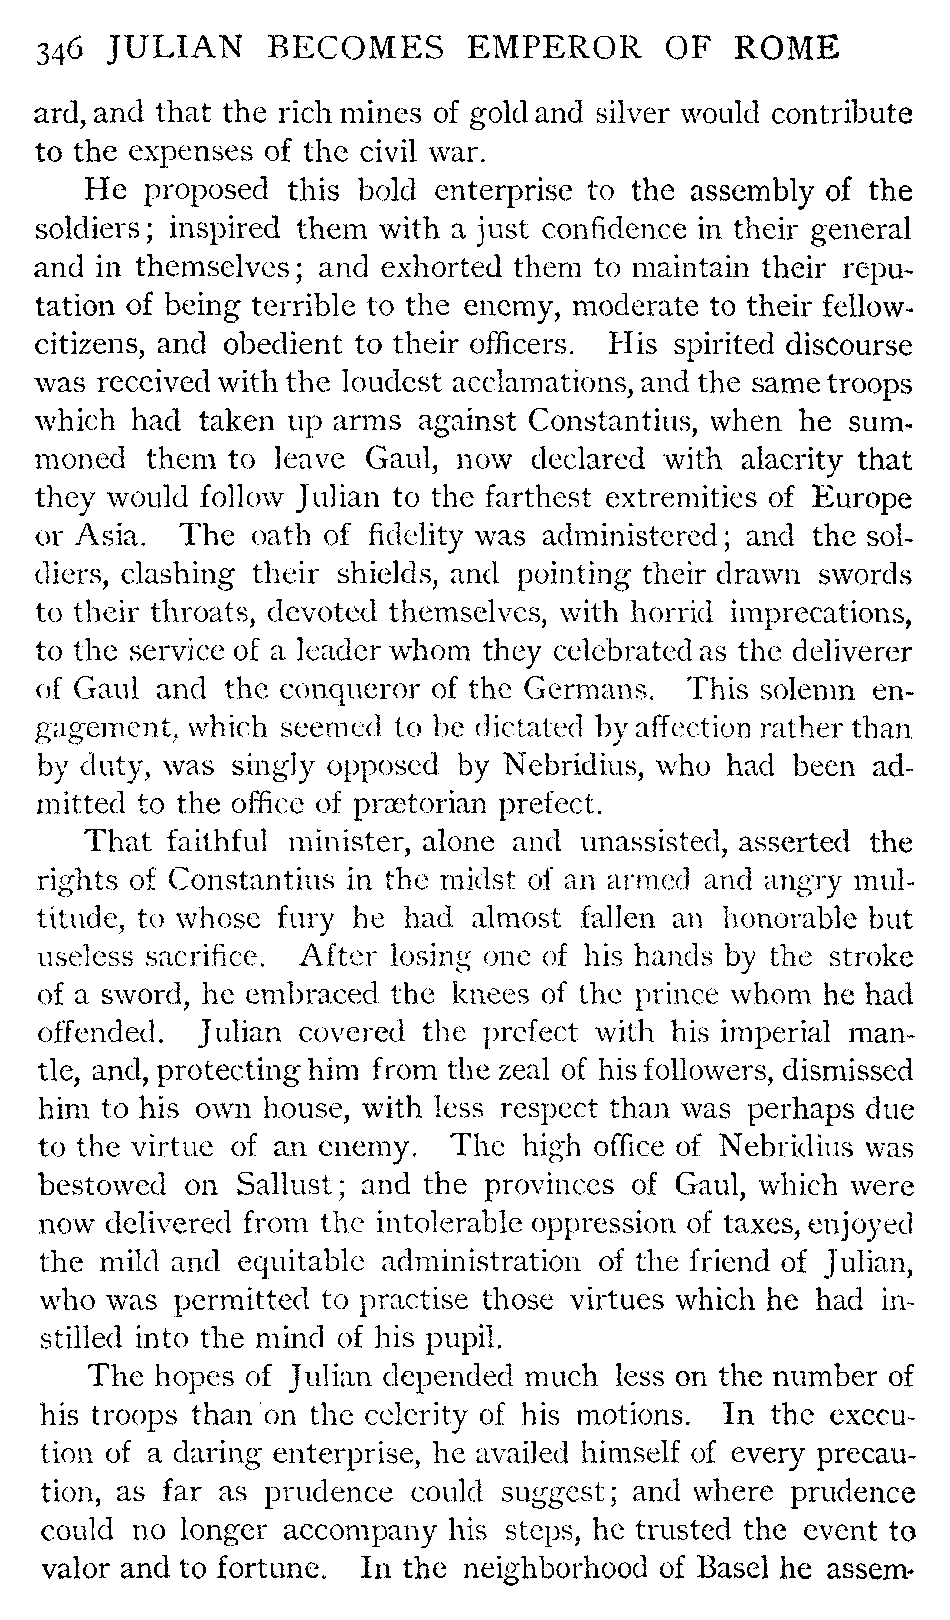 346 JULIAN BECOMES EMPEROR OF ROME
ard, and that the rich mines of gold and silver would contribute
to the expenses of the civil war.
He proposed this bold enterprise to the assembly of the
soldiers; inspired them with a just confidence in their general
and in themselves; and exhorted them to maintain their repu-
tation of being terrible to the enemy, moderate to their fellow-
citizens, and obedient to their officers. His spirited discourse
was received with the loudest acclamations, and the same troops
which had taken up arms against Constantius, when he sum-
moned them to leave Gaul, now declared with alacrity that
they would follow Julian to the farthest extremities of Europe
or Asia. The oath of fidelity was administered; and the sol-
diers, clashing their shields, and pointing their drawn swords
to their throats, devoted themselves, with horrid imprecations,
to the service of a leader whom they celebrated as the deliverer
of Gaul and the conqueror of the Germans. This solemn en-
gagement, which seemed to be dictated by affection rather than
by duty, was singly opposed by Nebridius, who had been ad-
mitted to the office of prætorian prefect.
That faithful minister, alone and unassisted, asserted the
rights of Constantius in the midst of an armed and angry mul-
titude, to whose fury he had almost fallen an honorable but
useless sacrifice. After losing one of his hands by the stroke
of a sword, he embraced the knees of the prince whom he had
offended. Julian covered the prefect with his imperial man-
tle, and, protecting him from the zeal of his followers, dismissed
him to his own house, with less respect than was perhaps due
to the virtue of an enemy. The high office of Nebridius was
bestowed on Sallust; and the provinces of Gaul, which were
now delivered from the intolerable oppression of taxes, enjoyed
the mild and equitable administration of the friend of Julian,
who was permitted to practise those virtues which he had in-
stilled into the mind of his pupil.
The hopes of Julian depended much less on the number of
his troops than on the celerity of his motions. In the execu-
tion of a daring enterprise, he availed himself of every precau-
tion, as far as prudence could suggest; and where prudence
could no longer accompany his steps, he trusted the event to
valor and to fortune. In the neighborhood of Basel he assem-